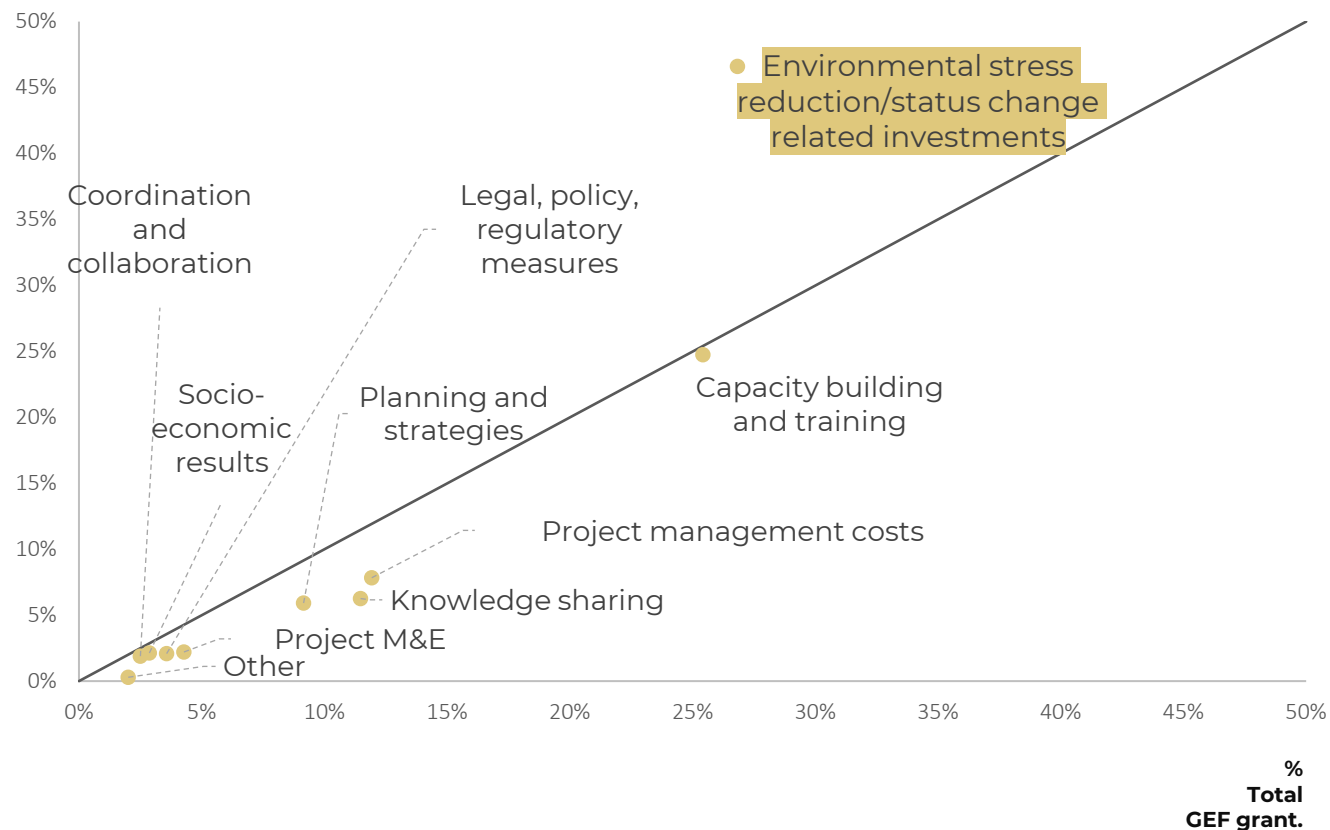 50%
45%
40%
35%
30%
25%
20%
15%
10%
5%
0%
Environmental stress
reduction/status change
related investments
Coordination
and
collaboration
Legal, policy,
regulatory
measures
Socio-
economic
results
Planning and
strategies
Capacity building
and training
Project management costs
Knowledge sharing
Project M&E
Other
0% 5% 10% 15% 20% 25% 30% 35% 40% 45% 50%
%
Total
GEF grant.